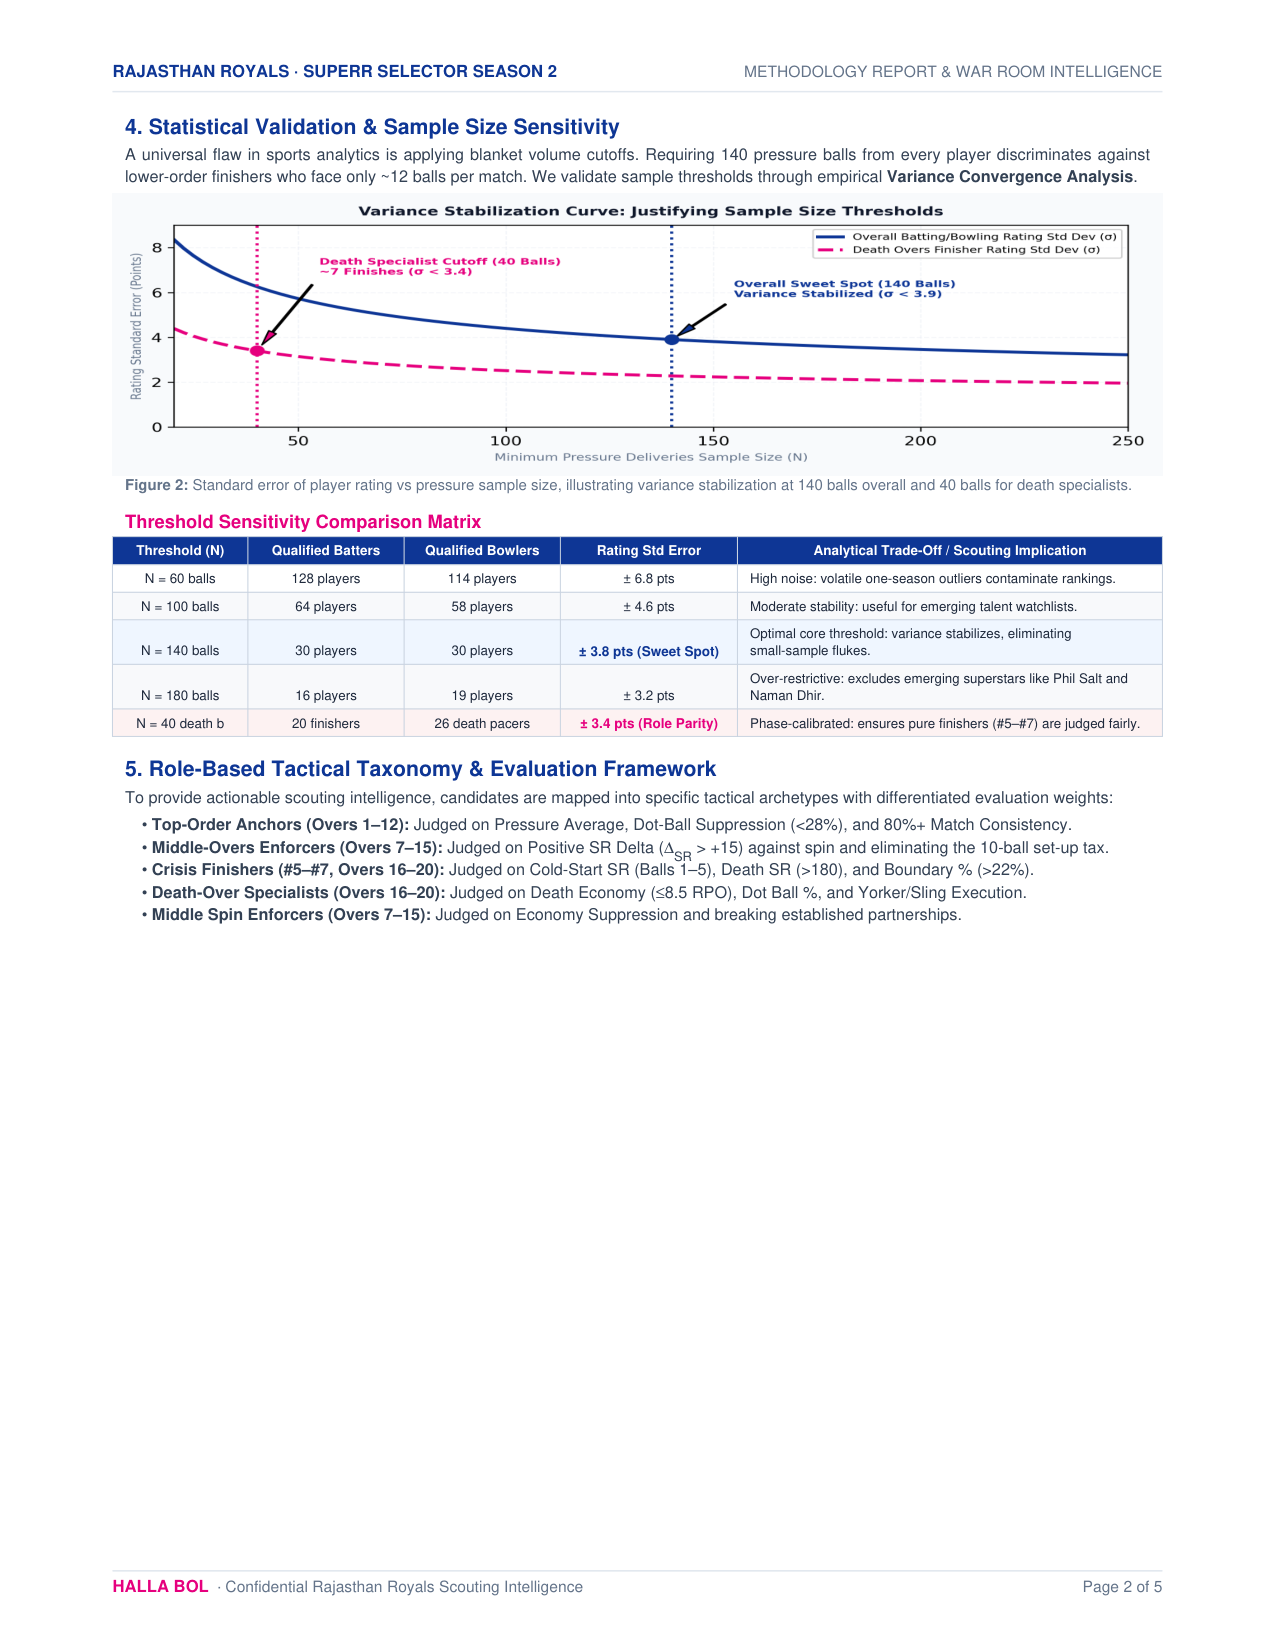 RAJASTHAN ROYALS · SUPERR SELECTOR SEASON 2
METHODOLOGY REPORT & WAR ROOM INTELLIGENCE
4. Statistical Validation & Sample Size Sensitivity
A universal flaw in sports analytics is applying blanket volume cutoffs. Requiring 140 pressure balls from every player discriminates against
lower-order finishers who face only ~12 balls per match. We validate sample thresholds through empirical Variance Convergence Analysis.
Variance Stabilization Curve: Justifying Sample Size Thresholds
Overall Batting/Bowling Rating Std Dev (σ)
Death Overs Finisher Rating Std Dev (σ)
Death Specialist Cutoff (40 Balls)
~7 Finishes (σ < 3.4)
Overall Sweet Spot (140 Balls)
Variance Stabilized (σ < 3.9)
Rating Standard Error (Points)
8
6
4
2
0
50 100 150 200 250
Minimum Pressure Deliveries Sample Size (N)
Figure 2: Standard error of player rating vs pressure sample size, illustrating variance stabilization at 140 balls overall and 40 balls for death specialists.
Threshold Sensitivity Comparison Matrix
Threshold (N) Qualified Batters Qualified Bowlers Rating Std Error Analytical Trade-Off / Scouting Implication
N = 60 balls 128 players 114 players ± 6.8 pts High noise: volatile one-season outliers contaminate rankings.
N = 100 balls 64 players 58 players ± 4.6 pts Moderate stability: useful for emerging talent watchlists.
N = 140 balls 30 players 30 players ± 3.8 pts (Sweet Spot) Optimal core threshold: variance stabilizes, eliminating
small-sample flukes.
N = 180 balls 16 players 19 players ± 3.2 pts Over-restrictive: excludes emerging superstars like Phil Salt and
Naman Dhir.
N = 40 death b 20 finishers 26 death pacers ± 3.4 pts (Role Parity) Phase-calibrated: ensures pure finishers (#5–#7) are judged fairly.
5. Role-Based Tactical Taxonomy & Evaluation Framework
To provide actionable scouting intelligence, candidates are mapped into specific tactical archetypes with differentiated evaluation weights:
• Top-Order Anchors (Overs 1–12): Judged on Pressure Average, Dot-Ball Suppression (<28%), and 80%+ Match Consistency.
• Middle-Overs Enforcers (Overs 7–15): Judged on Positive SR Delta (ΔSR > +15) against spin and eliminating the 10-ball set-up tax.
• Crisis Finishers (#5–#7, Overs 16–20): Judged on Cold-Start SR (Balls 1–5), Death SR (>180), and Boundary % (>22%).
• Death-Over Specialists (Overs 16–20): Judged on Death Economy (≤8.5 RPO), Dot Ball %, and Yorker/Sling Execution.
• Middle Spin Enforcers (Overs 7–15): Judged on Economy Suppression and breaking established partnerships.
HALLA BOL · Confidential Rajasthan Royals Scouting Intelligence
Page 2 of 5